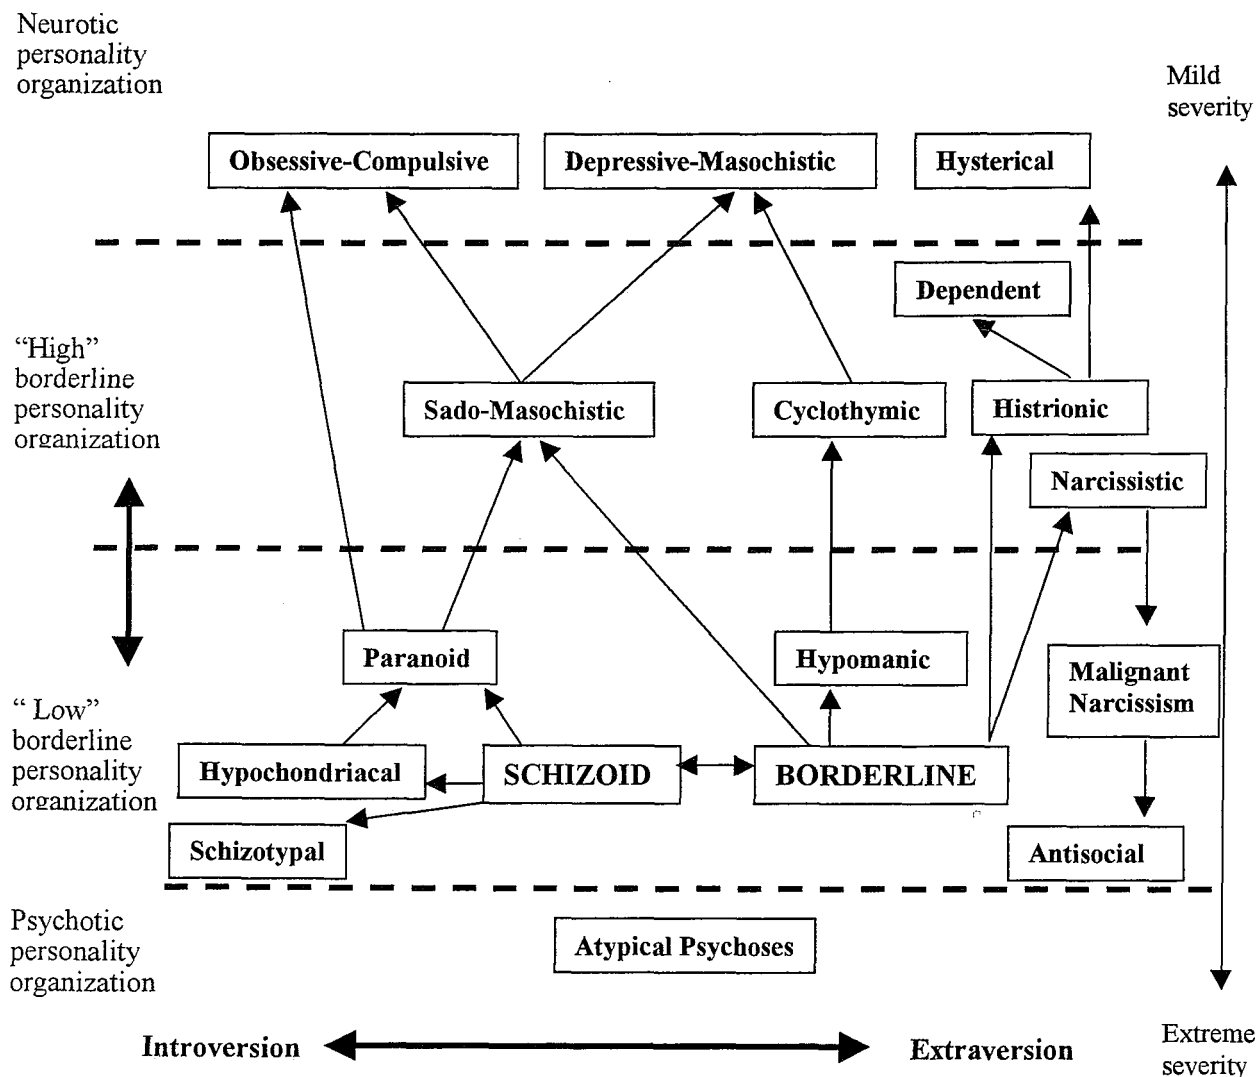 Neurotic
personality
organization
Mild
severity
Obsessive-Compulsive
Depressive-Masochistic
Hysterical
Dependent
“High”
borderline
personality
organization
Sado-Masochistic
Cyclothymic
Histrionic
Narcissistic
Paranoid
Hypomanic
Malignant
Narcissism
“ Low”
borderline
personality
organization
Hypochondriacal
SCHIZOID
BORDERLINE
Schizotypal
Antisocial
Psychotic
personality
organization
Atypical Psychoses
Introversion
Extraversion
Extreme
severity